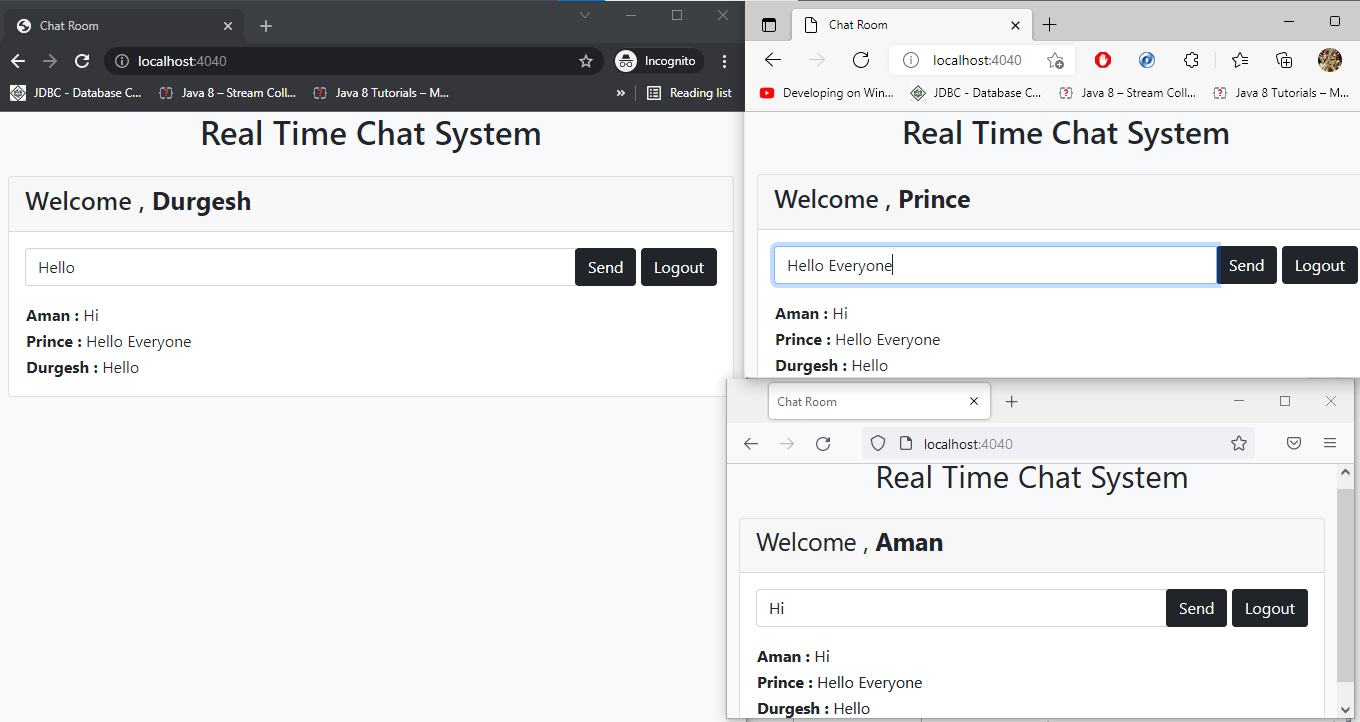 Chat Room
localhost:4040
Incognito
JDBC - Database C...
Java 8 – Stream Coll...
Java 8 Tutorials – M...
»
Reading list
Real Time Chat System
Welcome , Durgesh
Hello
Send
Logout
Aman : Hi
Prince : Hello Everyone
Durgesh : Hello
Chat Room
localhost:4040
Developing on Win...
JDBC - Database C...
Java 8 – Stream Coll...
Java 8 Tutorials – M...
Real Time Chat System
Welcome , Prince
Hello Everyone
Send
Logout
Aman : Hi
Prince : Hello Everyone
Durgesh : Hello
Chat Room
localhost:4040
Real Time Chat System
Welcome , Aman
Hi
Send
Logout
Aman : Hi
Prince : Hello Everyone
Durgesh : Hello